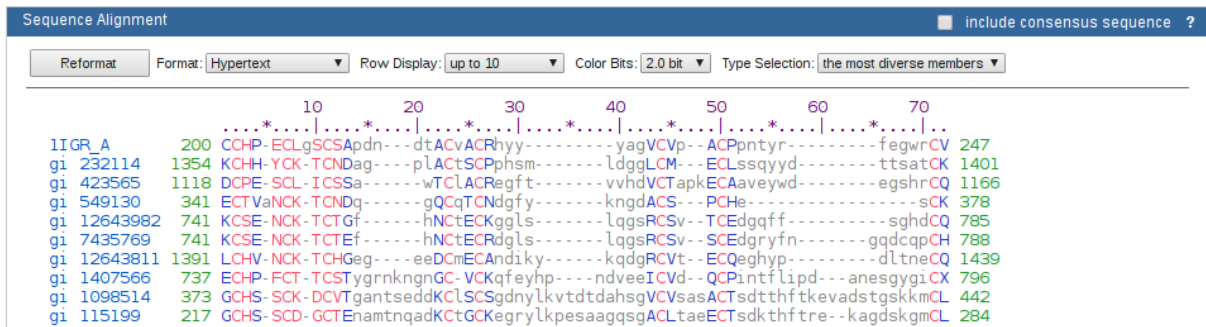 Sequence Alignment include consensus sequence ?
Reformat Format: Hypertext Row Display: up to 10 Color Bits: 2.0 bit Type Selection: the most diverse members
10 20 30 40 50 60 70
....*....|....*....|....*....|....*....|....*....|....*....|....*....|..
1IGR_A 200 CCHP-ECLgSCSApdn---dtACvACRhyy--------yagVCVp--ACPpntyr-------fegwrCV 247
gi 232114 1354 KCHH-YCK-TCNDag----plACtSCPphsm-------ldggLCM---ECLssqyyd------ttsatCK 1401
gi 423565 1118 DCPE-SCL-ICSSa------wTClACRegft-------vvhdVCTapkECAaveywd------egshrCQ 1166
gi 549130 341 ECTVaNCK-TCNDq------gQCqTCNdgfy-------kngdACS---PCHe---------------sCK 378
gi 12643982 741 KCSE-NCK-TCTGf------hNCtECKggls-------lqgsRCSv--TCEdgqff-------sghdCQ 785
gi 7435769 741 KCSE-NCK-TCTEf------hNCtECRdgls-------lqgsRCSv--SCEdgryfn------gqdcqpCH 788
gi 12643811 1391 LCHV-NCK-TCHGeg----eeDCmECAndiky------kqdgRCVt--ECQeghyp-------dltneCQ 1439
gi 1407566 737 ECHP-FCT-TCSTygrnkngnGC-VCKqfeyhp----ndveeICVd--QCPintflipd---anesgygiCX 796
gi 1098514 373 GCHS-SCK-DCVTgantseddKClSCSgdnylkvtdtdahsgVCVsasACTsdtthftkevadstgskkmCL 442
gi 115199 217 GCHS-SCD-GCTEnamtnqadKCtGCKegrylkpesaagqsgACLtaeECTsdkthftre--kagdskgmCL 284